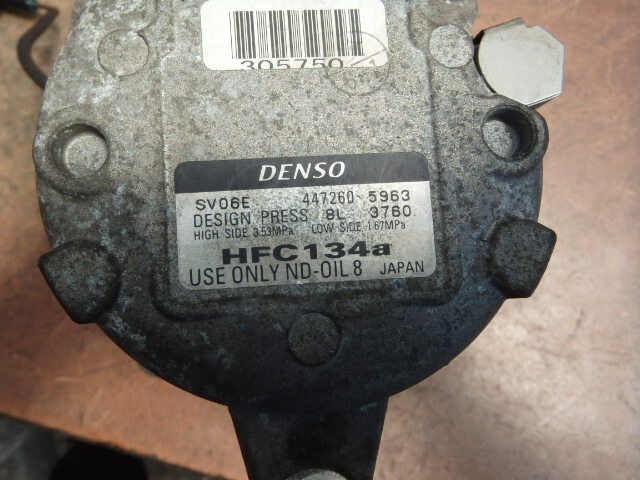 305750
DENSO
SV06E 447260-5963
DESIGN PRESS 8L 3760
HIGH SIDE 3.53MPa LOW SIDE 1.67MPa
HFC134a
USE ONLY ND-OIL 8 JAPAN